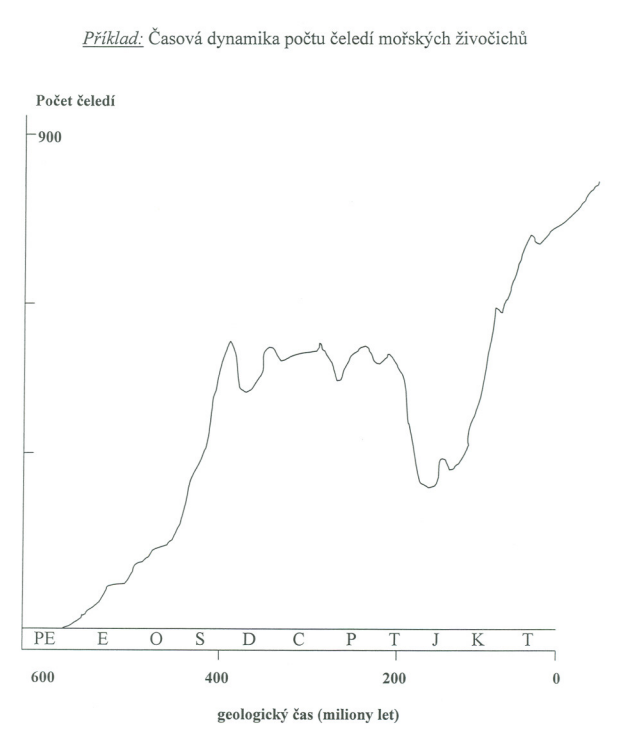 Příklad: Časová dynamika počtu čeledí mořských živočichů
Počet čeledí
900
PE E O S D C P T J K T
600 400 200 0
geologický čas (miliony let)